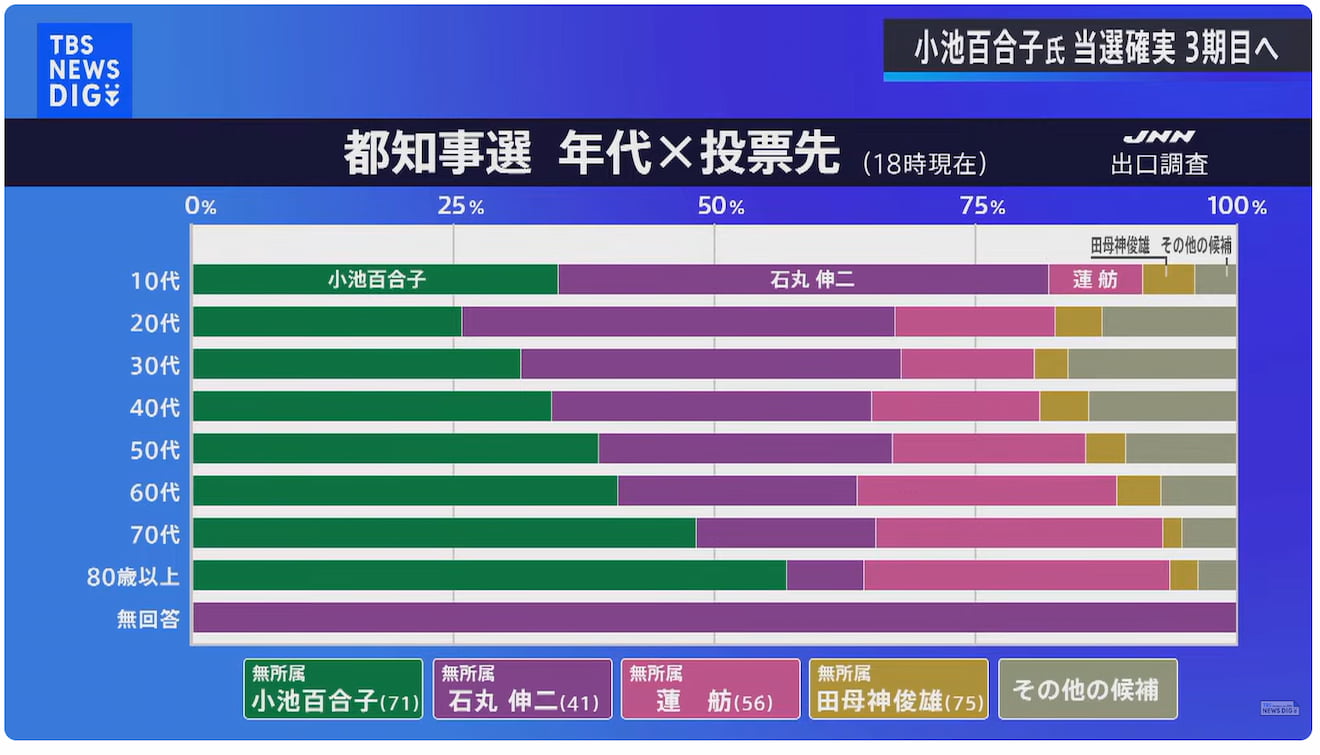 TBS
NEWS
DIG
小池百合子氏 当選確実 3期目へ
都知事選 年代×投票先 (18時現在)
JNN
出口調査
0% 25% 50% 75% 100%
田母神俊雄 その他の候補
10代 小池百合子 石丸 伸二 蓮 舫
20代
30代
40代
50代
60代
70代
80歳以上
無回答
無所属 無所属 無所属 無所属
小池百合子(71) 石丸 伸二(41) 蓮 舫(56) 田母神俊雄(75) その他の候補
TBS
NEWS DIG